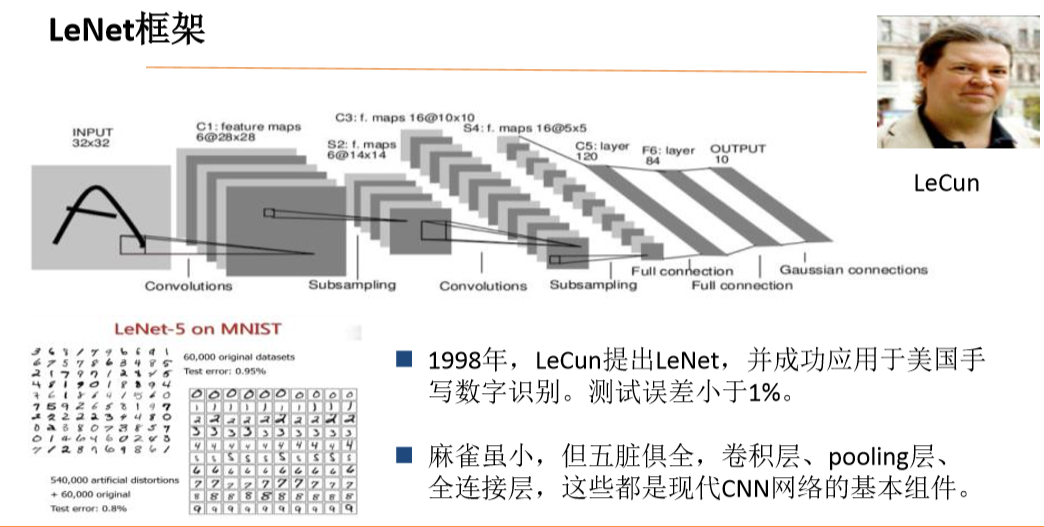 LeNet框架
LeCun
INPUT
32x32
C1: feature maps
6@28x28
S2: f. maps
6@14x14
C3: f. maps 16@10x10
S4: f. maps 16@5x5
C5: layer
120
F6: layer
84
OUTPUT
10
Convolutions
Subsampling
Convolutions
Subsampling
Full connection
Full connection
Gaussian connections
LeNet-5 on MNIST
60,000 original datasets
Test error: 0.95%
540,000 artificial distortions
+ 60,000 original
Test error: 0.8%
1998年，LeCun提出LeNet，并成功应用于美国手
写数字识别。测试误差小于1%。
麻雀虽小，但五脏俱全，卷积层、pooling层、
全连接层，这些都是现代CNN网络的基本组件。